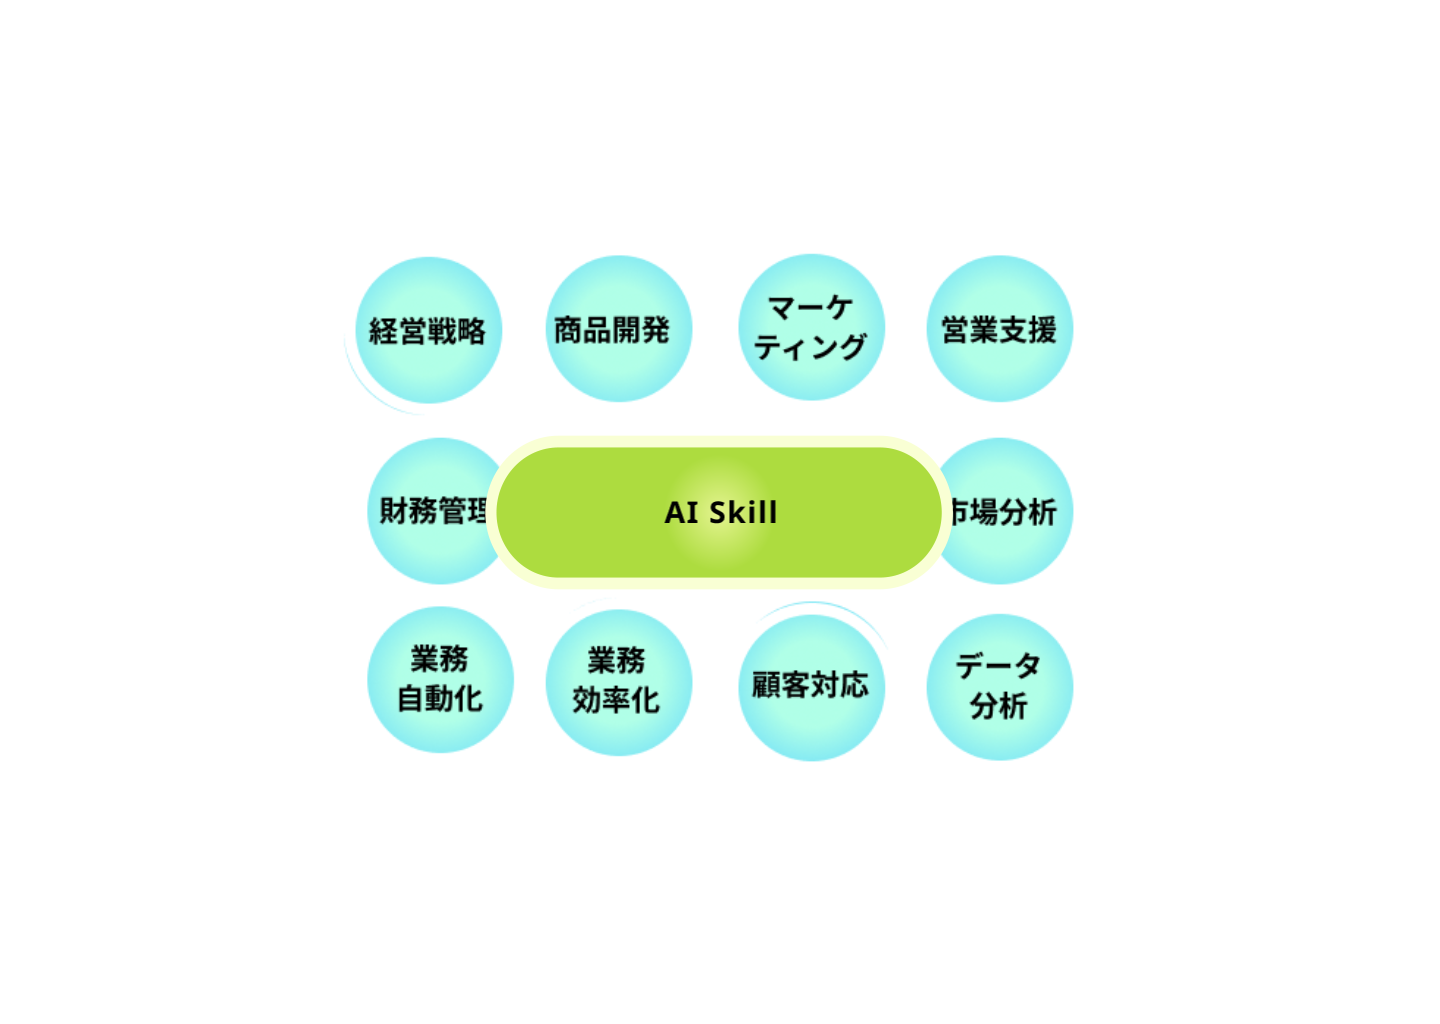 経営戦略
商品開発
マーケ
ティング
営業支援
財務管理
AI Skill
市場分析
業務
自動化
業務
効率化
顧客対応
データ
分析